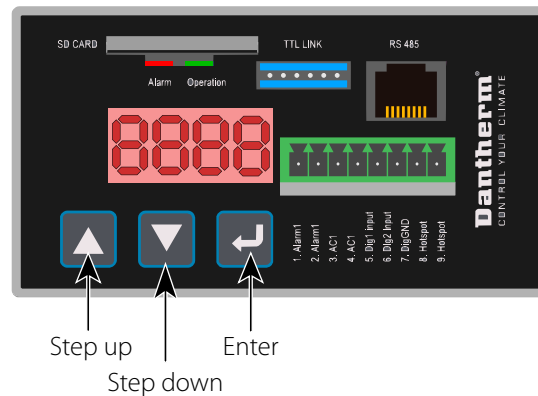 SD CARD
TTL LINK
RS 485
Alarm
Operation
8888
1. Alarm1
2. Alarm1
3. AC1
4. AC1
5. Dig1 input
6. Dig2 input
7. DigGND
8. Hotspot
9. Hotspot
Dantherm®
CONTROL YOUR CLIMATE
Step up
Enter
Step down